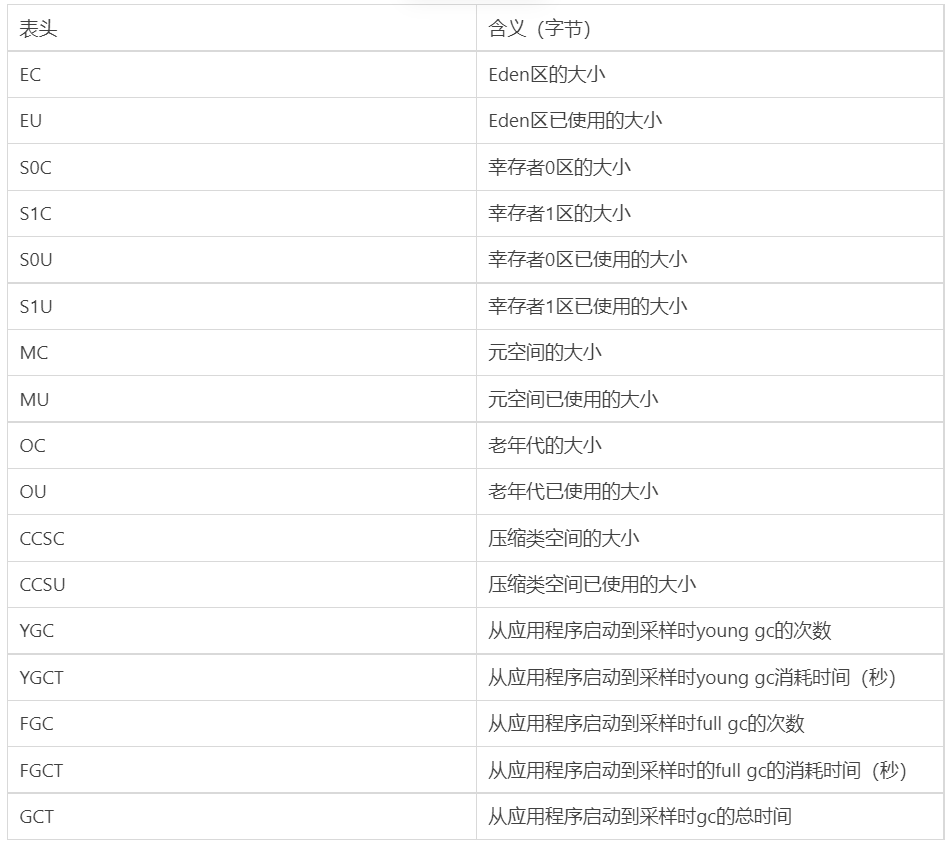 表头 含义（字节）
EC Eden区的大小
EU Eden区已使用的大小
S0C 幸存者0区的大小
S1C 幸存者1区的大小
S0U 幸存者0区已使用的大小
S1U 幸存者1区已使用的大小
MC 元空间的大小
MU 元空间已使用的大小
OC 老年代的大小
OU 老年代已使用的大小
CCSC 压缩类空间的大小
CCSU 压缩类空间已使用的大小
YGC 从应用程序启动到采样时young gc的次数
YGCT 从应用程序启动到采样时young gc消耗时间（秒）
FGC 从应用程序启动到采样时full gc的次数
FGCT 从应用程序启动到采样时的full gc的消耗时间（秒）
GCT 从应用程序启动到采样时gc的总时间